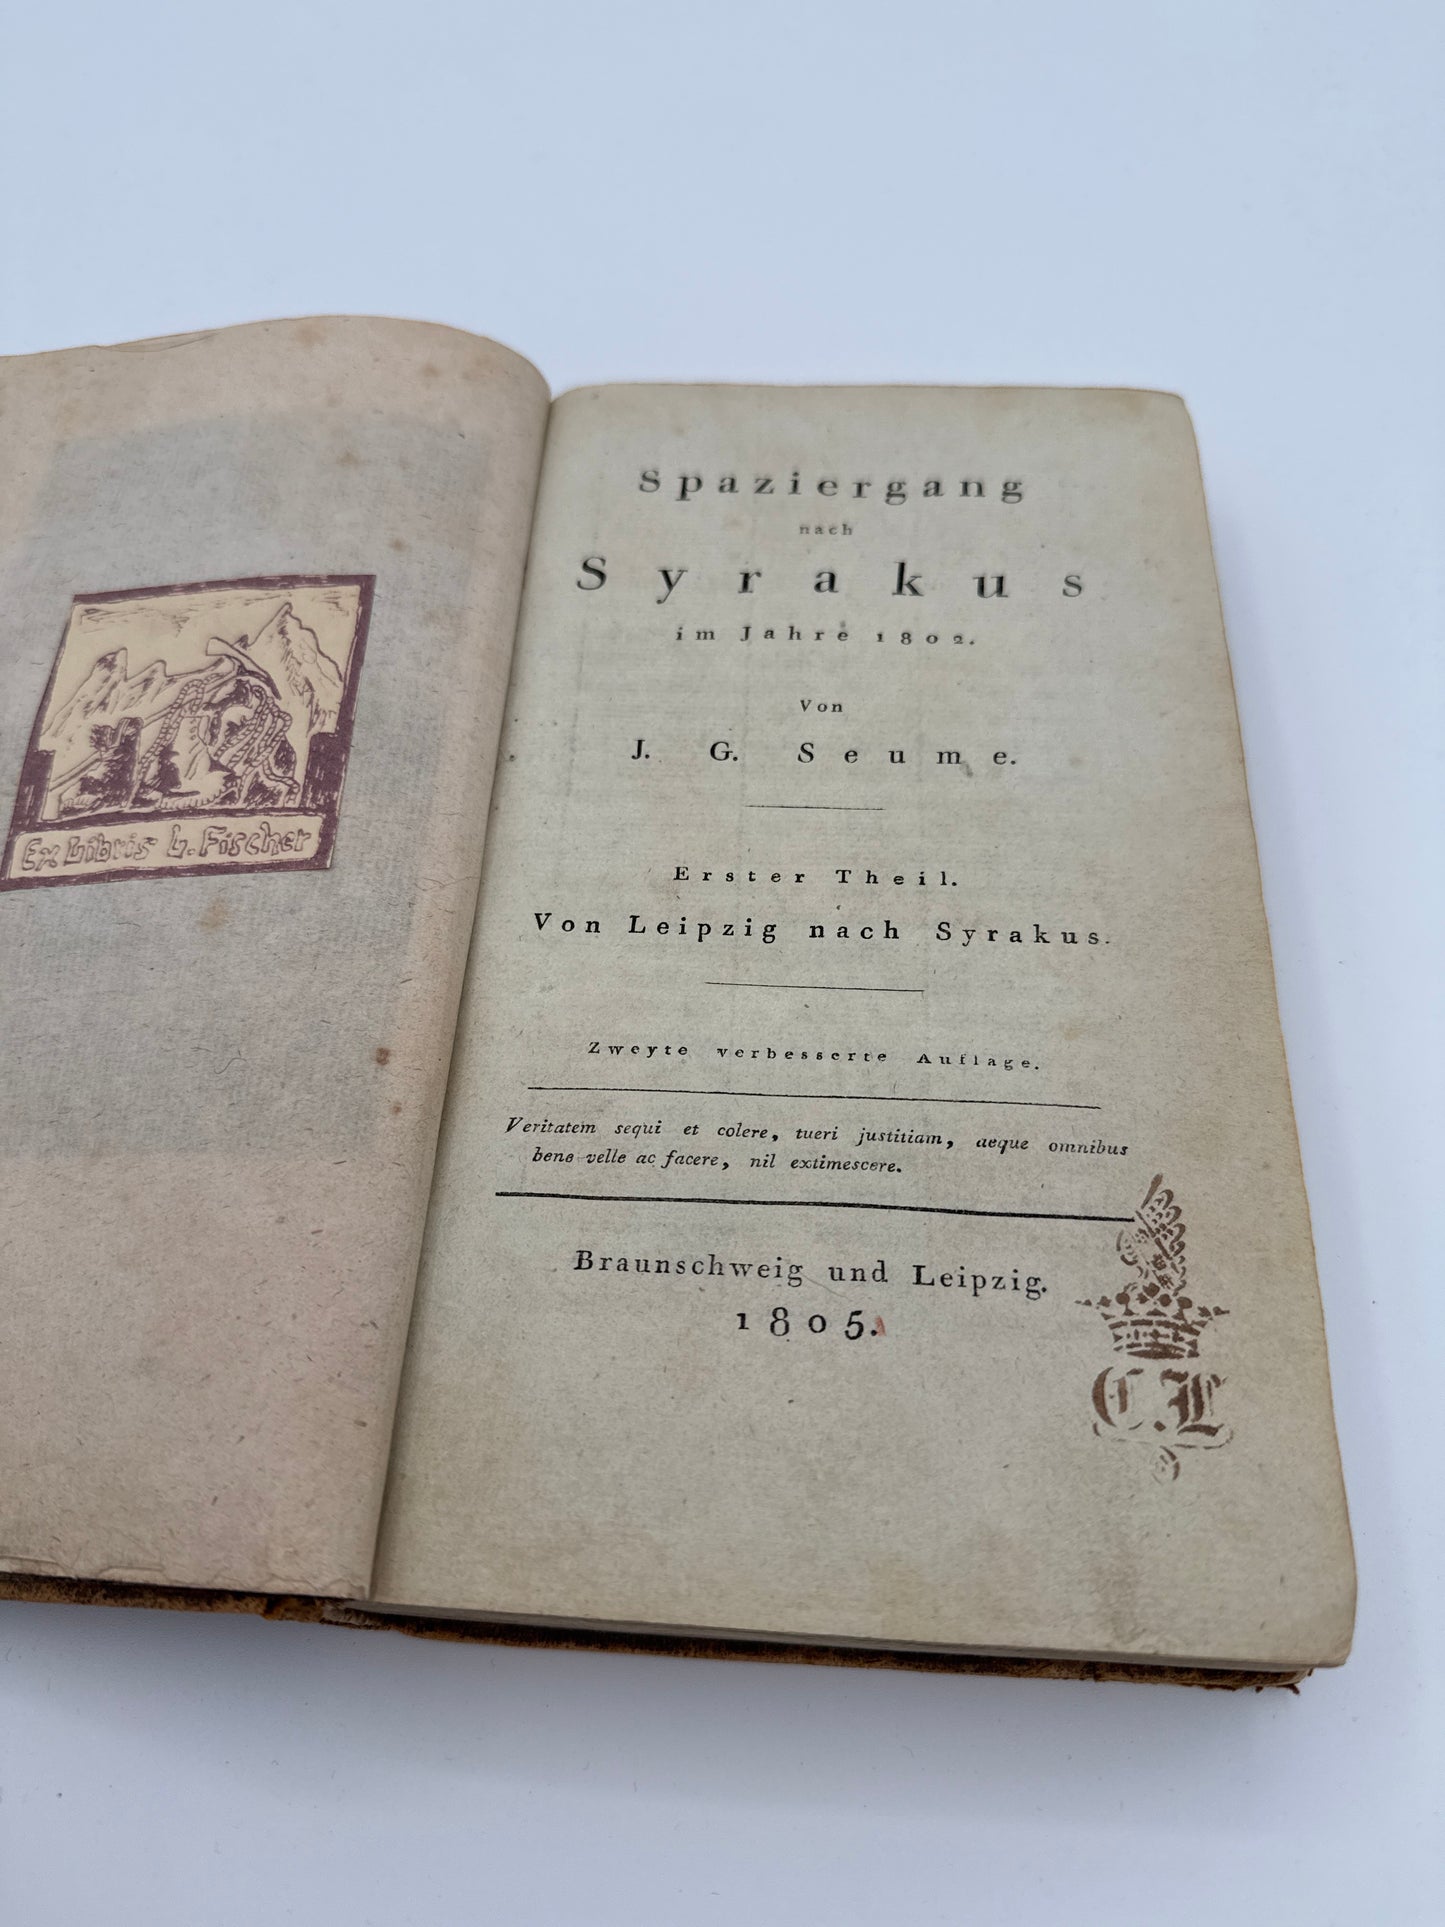 Ex Libris L. Fischer
Spaziergang
nach
Syrakus
im Jahre 1802.
Von
J. G. Seume.
Erster Theil.
Von Leipzig nach Syrakus.
Zweyte verbesserte Auflage.
Veritatem sequi et colere, tueri justitiam, aeque omnibus
bene velle ac facere, nil extimescere.
Braunschweig und Leipzig.
1805.
C.L